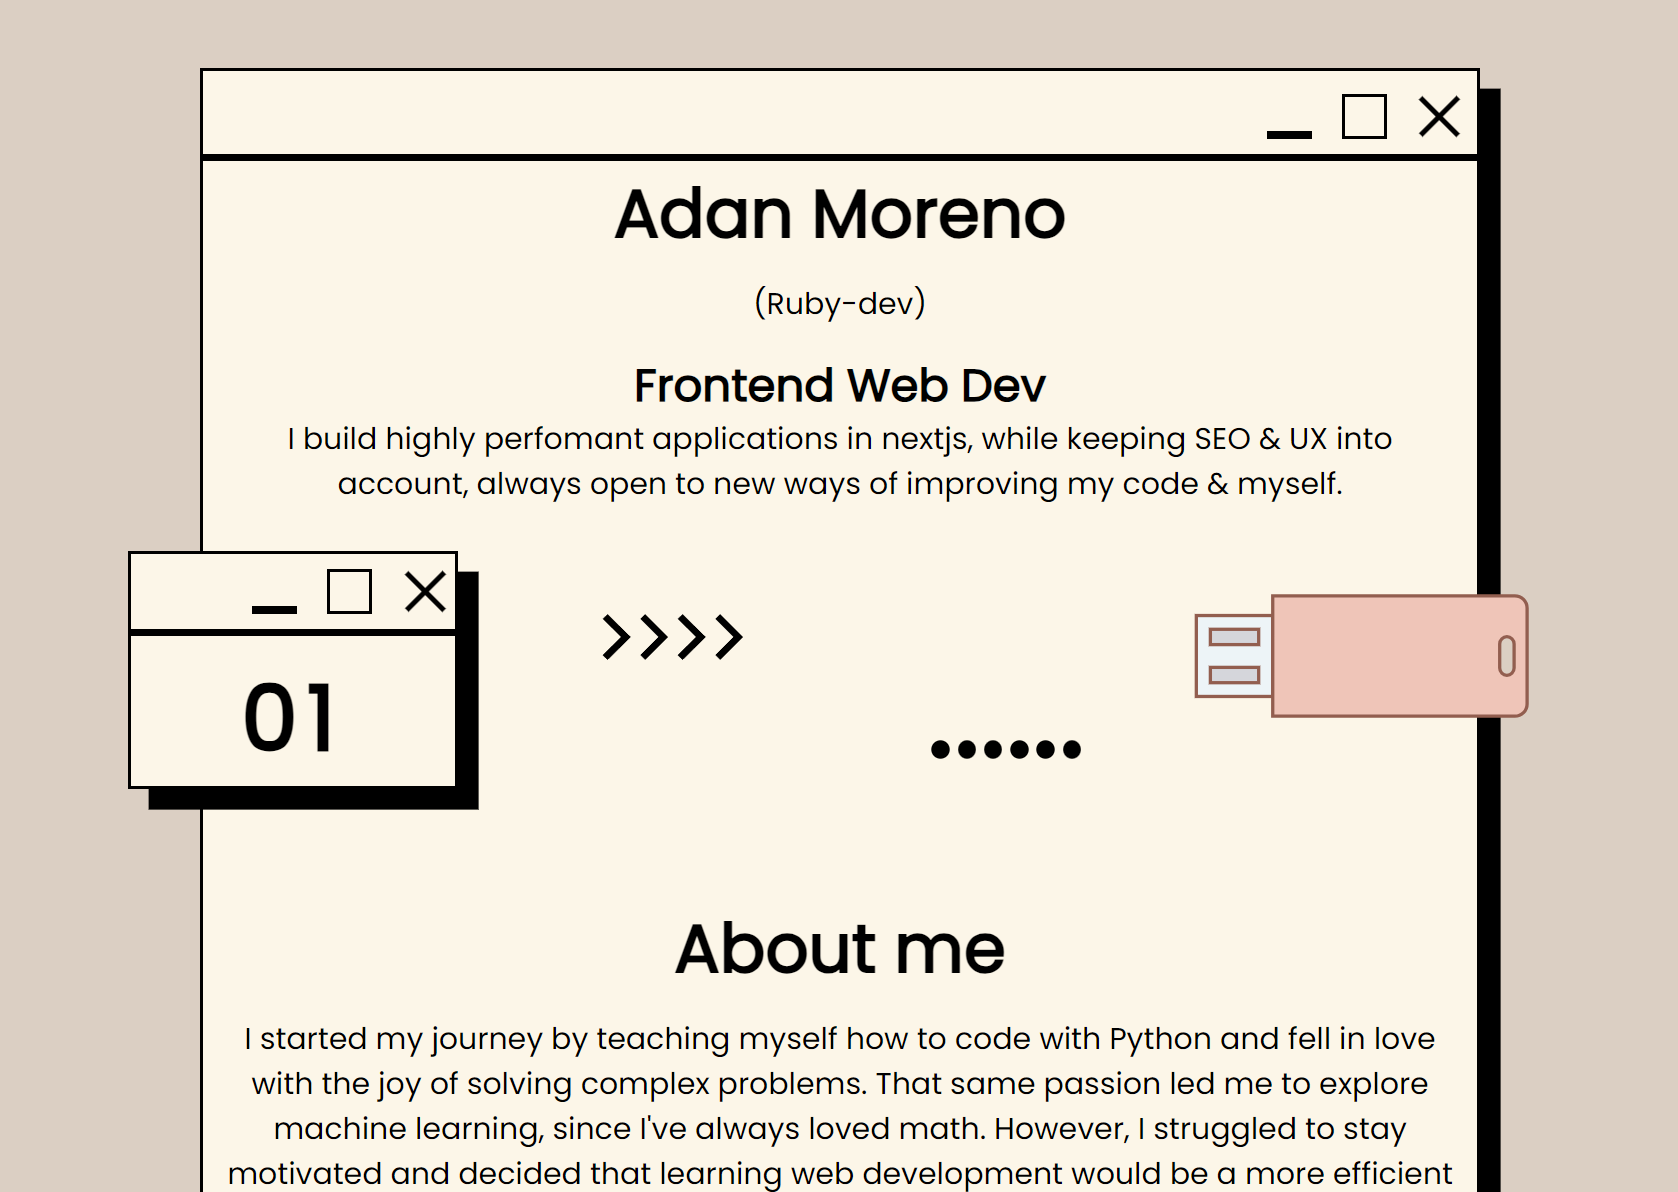 Adan Moreno
(Ruby-dev)
Frontend Web Dev
I build highly perfomant applications in nextjs, while keeping SEO & UX into
account, always open to new ways of improving my code & myself.
01
About me
I started my journey by teaching myself how to code with Python and fell in love
with the joy of solving complex problems. That same passion led me to explore
machine learning, since I've always loved math. However, I struggled to stay
motivated and decided that learning web development would be a more efficient